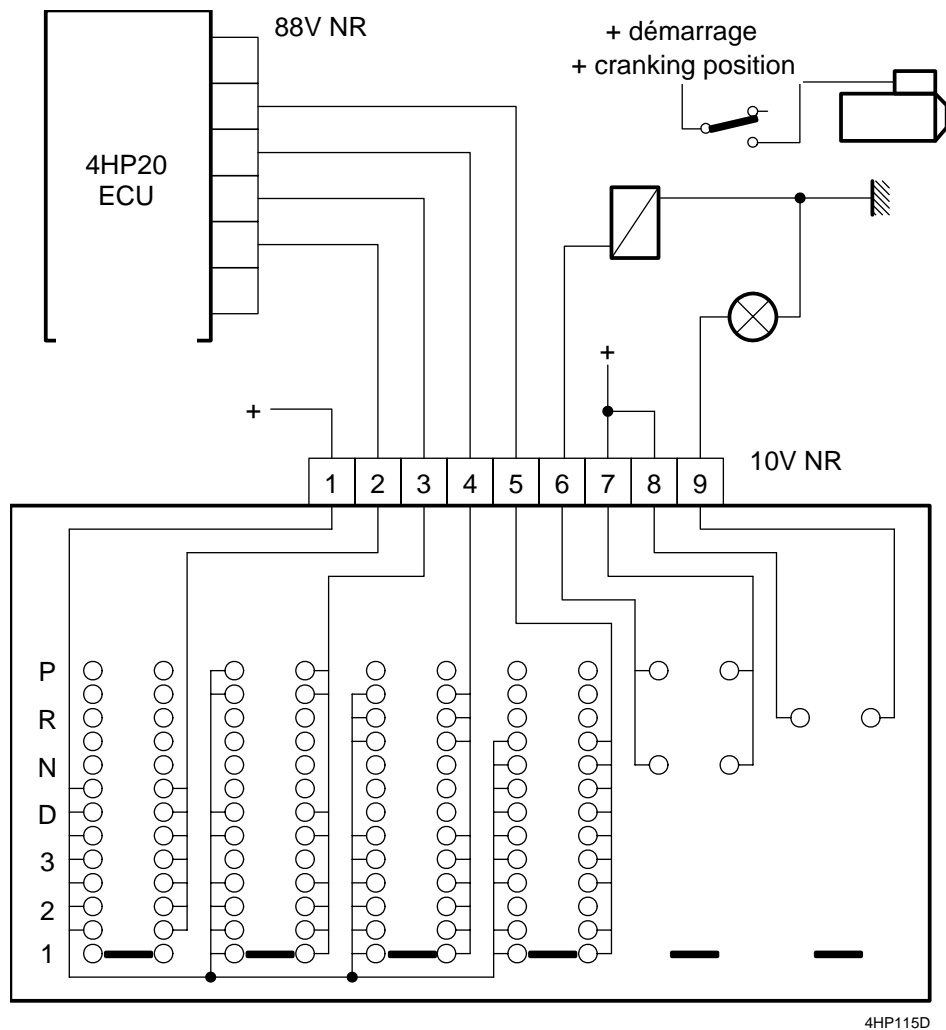 88V NR
+ démarrage
+ cranking position
4HP20
ECU
+
+
10V NR
1 2 3 4 5 6 7 8 9
P
R
N
D
3
2
1
4HP115D